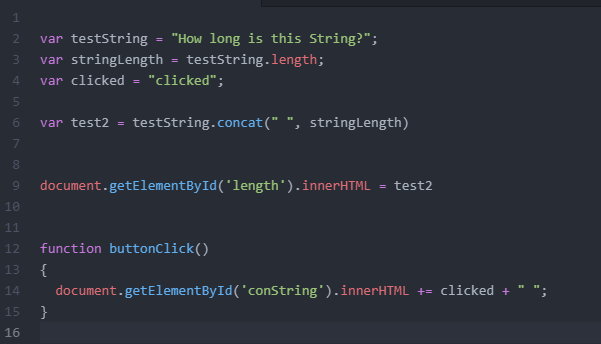 1
2 var testString = "How long is this String?";
3 var stringLength = testString.length;
4 var clicked = "clicked";
5
6 var test2 = testString.concat(" ", stringLength)
7
8
9 document.getElementById('length').innerHTML = test2
10
11
12 function buttonClick()
13 {
14   document.getElementById('conString').innerHTML += clicked + " ";
15 }
16